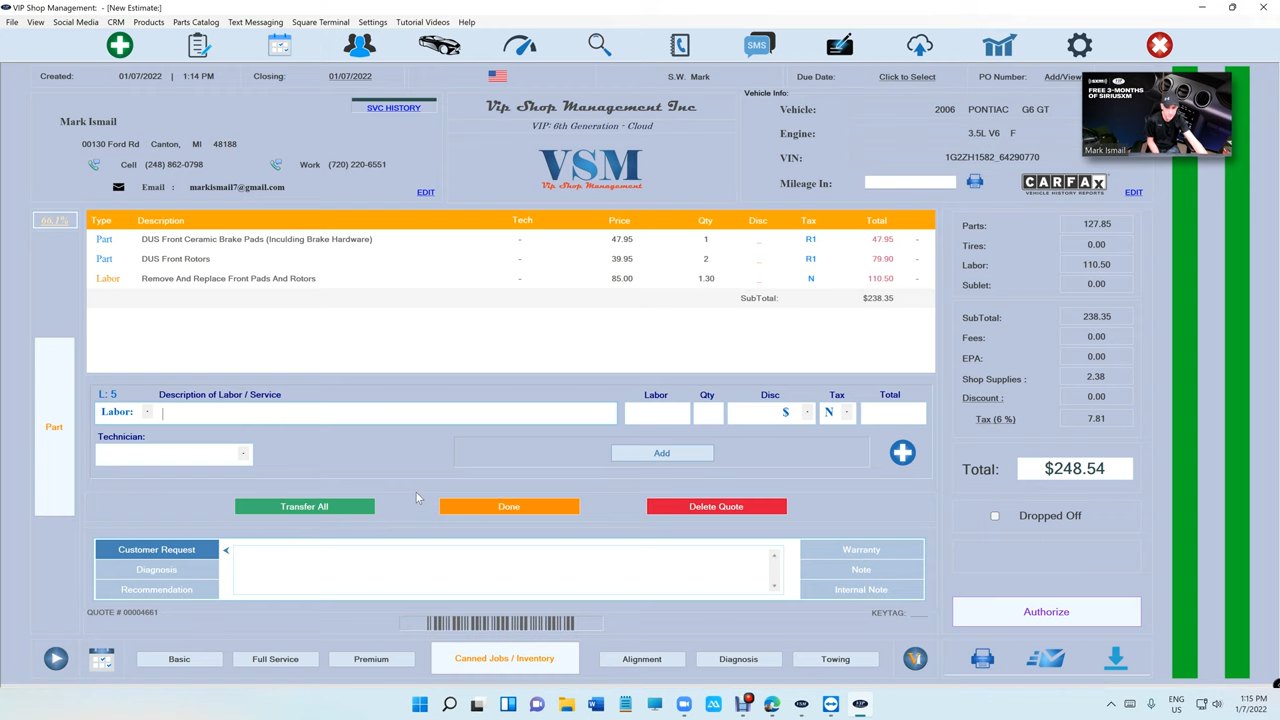 VIP Shop Management: - [New Estimate:]
File View Social Media CRM Products Parts Catalog Text Messaging Square Terminal Settings Tutorial Videos Help
SMS
Created: 01/07/2022 | 1:14 PM Closing: 01/07/2022 S.W. Mark Due Date: Click to Select PO Number: Add/View
SVC HISTORY
Mark Ismail
00130 Ford Rd Canton, MI 48188
Cell (248) 862-0798 Work (720) 220-6551
Email : markismail7@gmail.com
EDIT
Vip Shop Management Inc
VIP: 6th Generation - Cloud
VSM
Vip Shop Management
Vehicle Info:
Vehicle: 2006 PONTIAC G6 GT
Engine: 3.5L V6 F
VIN: 1G2ZH1582_64290770
Mileage In:
CARFAX
VEHICLE HISTORY REPORTS
EDIT
SIRIUSXM VIP
FREE 3-MONTHS
OF SIRIUSXM
Mark Ismail
66.1%
Type Description Tech Price Qty Disc Tax Total
Part DUS Front Ceramic Brake Pads (Inculding Brake Hardware) - 47.95 1 _ R1 47.95 -
Part DUS Front Rotors - 39.95 2 _ R1 79.90 -
Labor Remove And Replace Front Pads And Rotors - 85.00 1.30 _ N 110.50 -
SubTotal: $238.35
Part
L: 5 Description of Labor / Service Labor Qty Disc Tax Total
Labor: $ N
Technician:
Add
Transfer All Done Delete Quote
Customer Request
Diagnosis
Recommendation
Warranty
Note
Internal Note
QUOTE # 00004661 KEYTAG: ____
Parts: 127.85
Tires: 0.00
Labor: 110.50
Sublet: 0.00
SubTotal: 238.35
Fees: 0.00
EPA: 0.00
Shop Supplies : 2.38
Discount : 0.00
Tax (6 %) 7.81
Total: $248.54
Dropped Off
Authorize
Basic Full Service Premium Canned Jobs / Inventory Alignment Diagnosis Towing
ENG
US
1:15 PM
1/7/2022